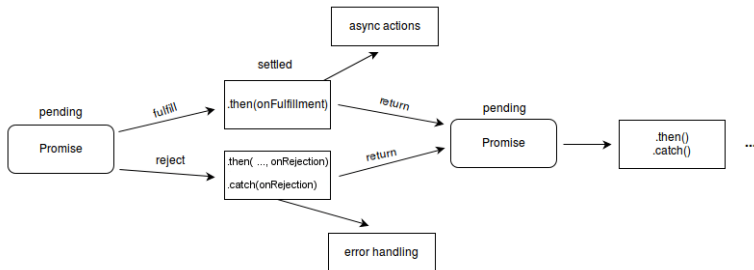 async actions
settled
pending
fulfill
.then(onFulfillment)
return
pending
Promise
reject
.then( ..., onRejection)
.catch(onRejection)
return
Promise
.then()
.catch()
...
error handling